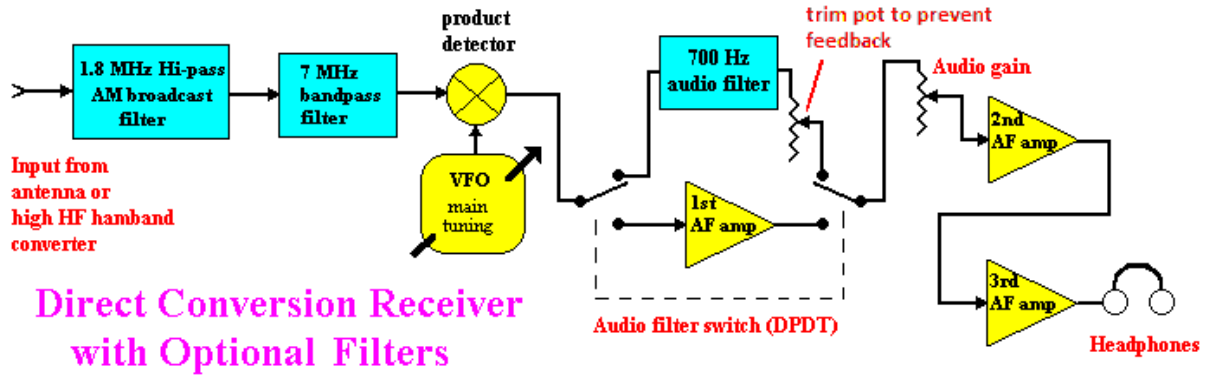 1.8 MHz Hi-pass
AM broadcast
filter
7 MHz
bandpass
filter
product
detector
VFO
main
tuning
700 Hz
audio filter
trim pot to prevent
feedback
1st
AF amp
Audio gain
2nd
AF amp
3rd
AF amp
Input from
antenna or
high HF hamband
converter
Audio filter switch (DPDT)
Headphones
Direct Conversion Receiver
with Optional Filters